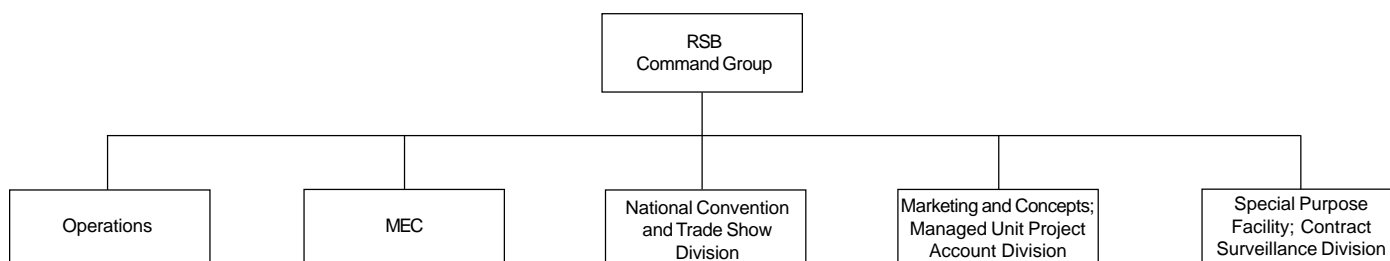 RSB
Command Group
Operations
MEC
National Convention
and Trade Show
Division
Marketing and Concepts;
Managed Unit Project
Account Division
Special Purpose
Facility; Contract
Surveillance Division